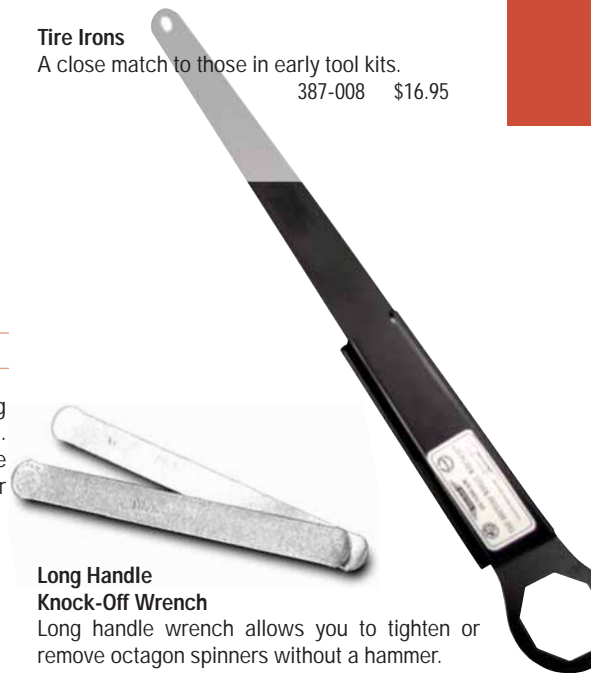 Tire Irons
A close match to those in early tool kits.
387-008 $16.95
Long Handle
Knock-Off Wrench
Long handle wrench allows you to tighten or
remove octagon spinners without a hammer.